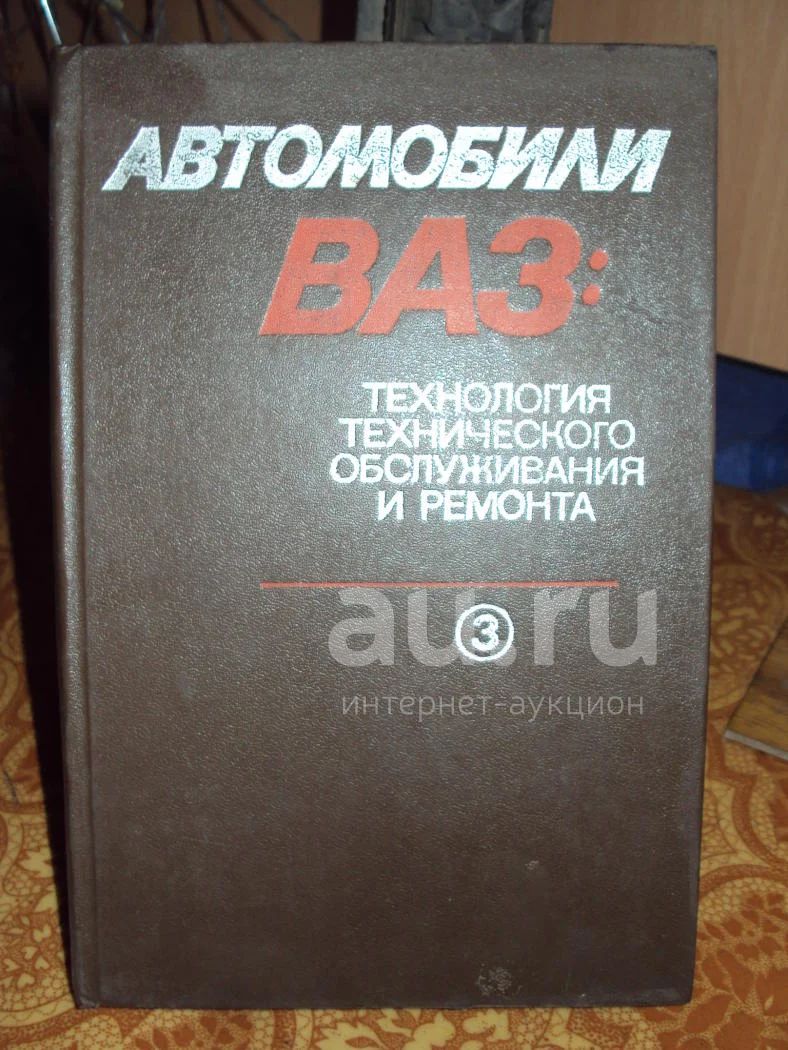 АВТОМОБИЛИ
ВАЗ:
ТЕХНОЛОГИЯ
ТЕХНИЧЕСКОГО
ОБСЛУЖИВАНИЯ
И РЕМОНТА
3
au.ru
интернет-аукцион